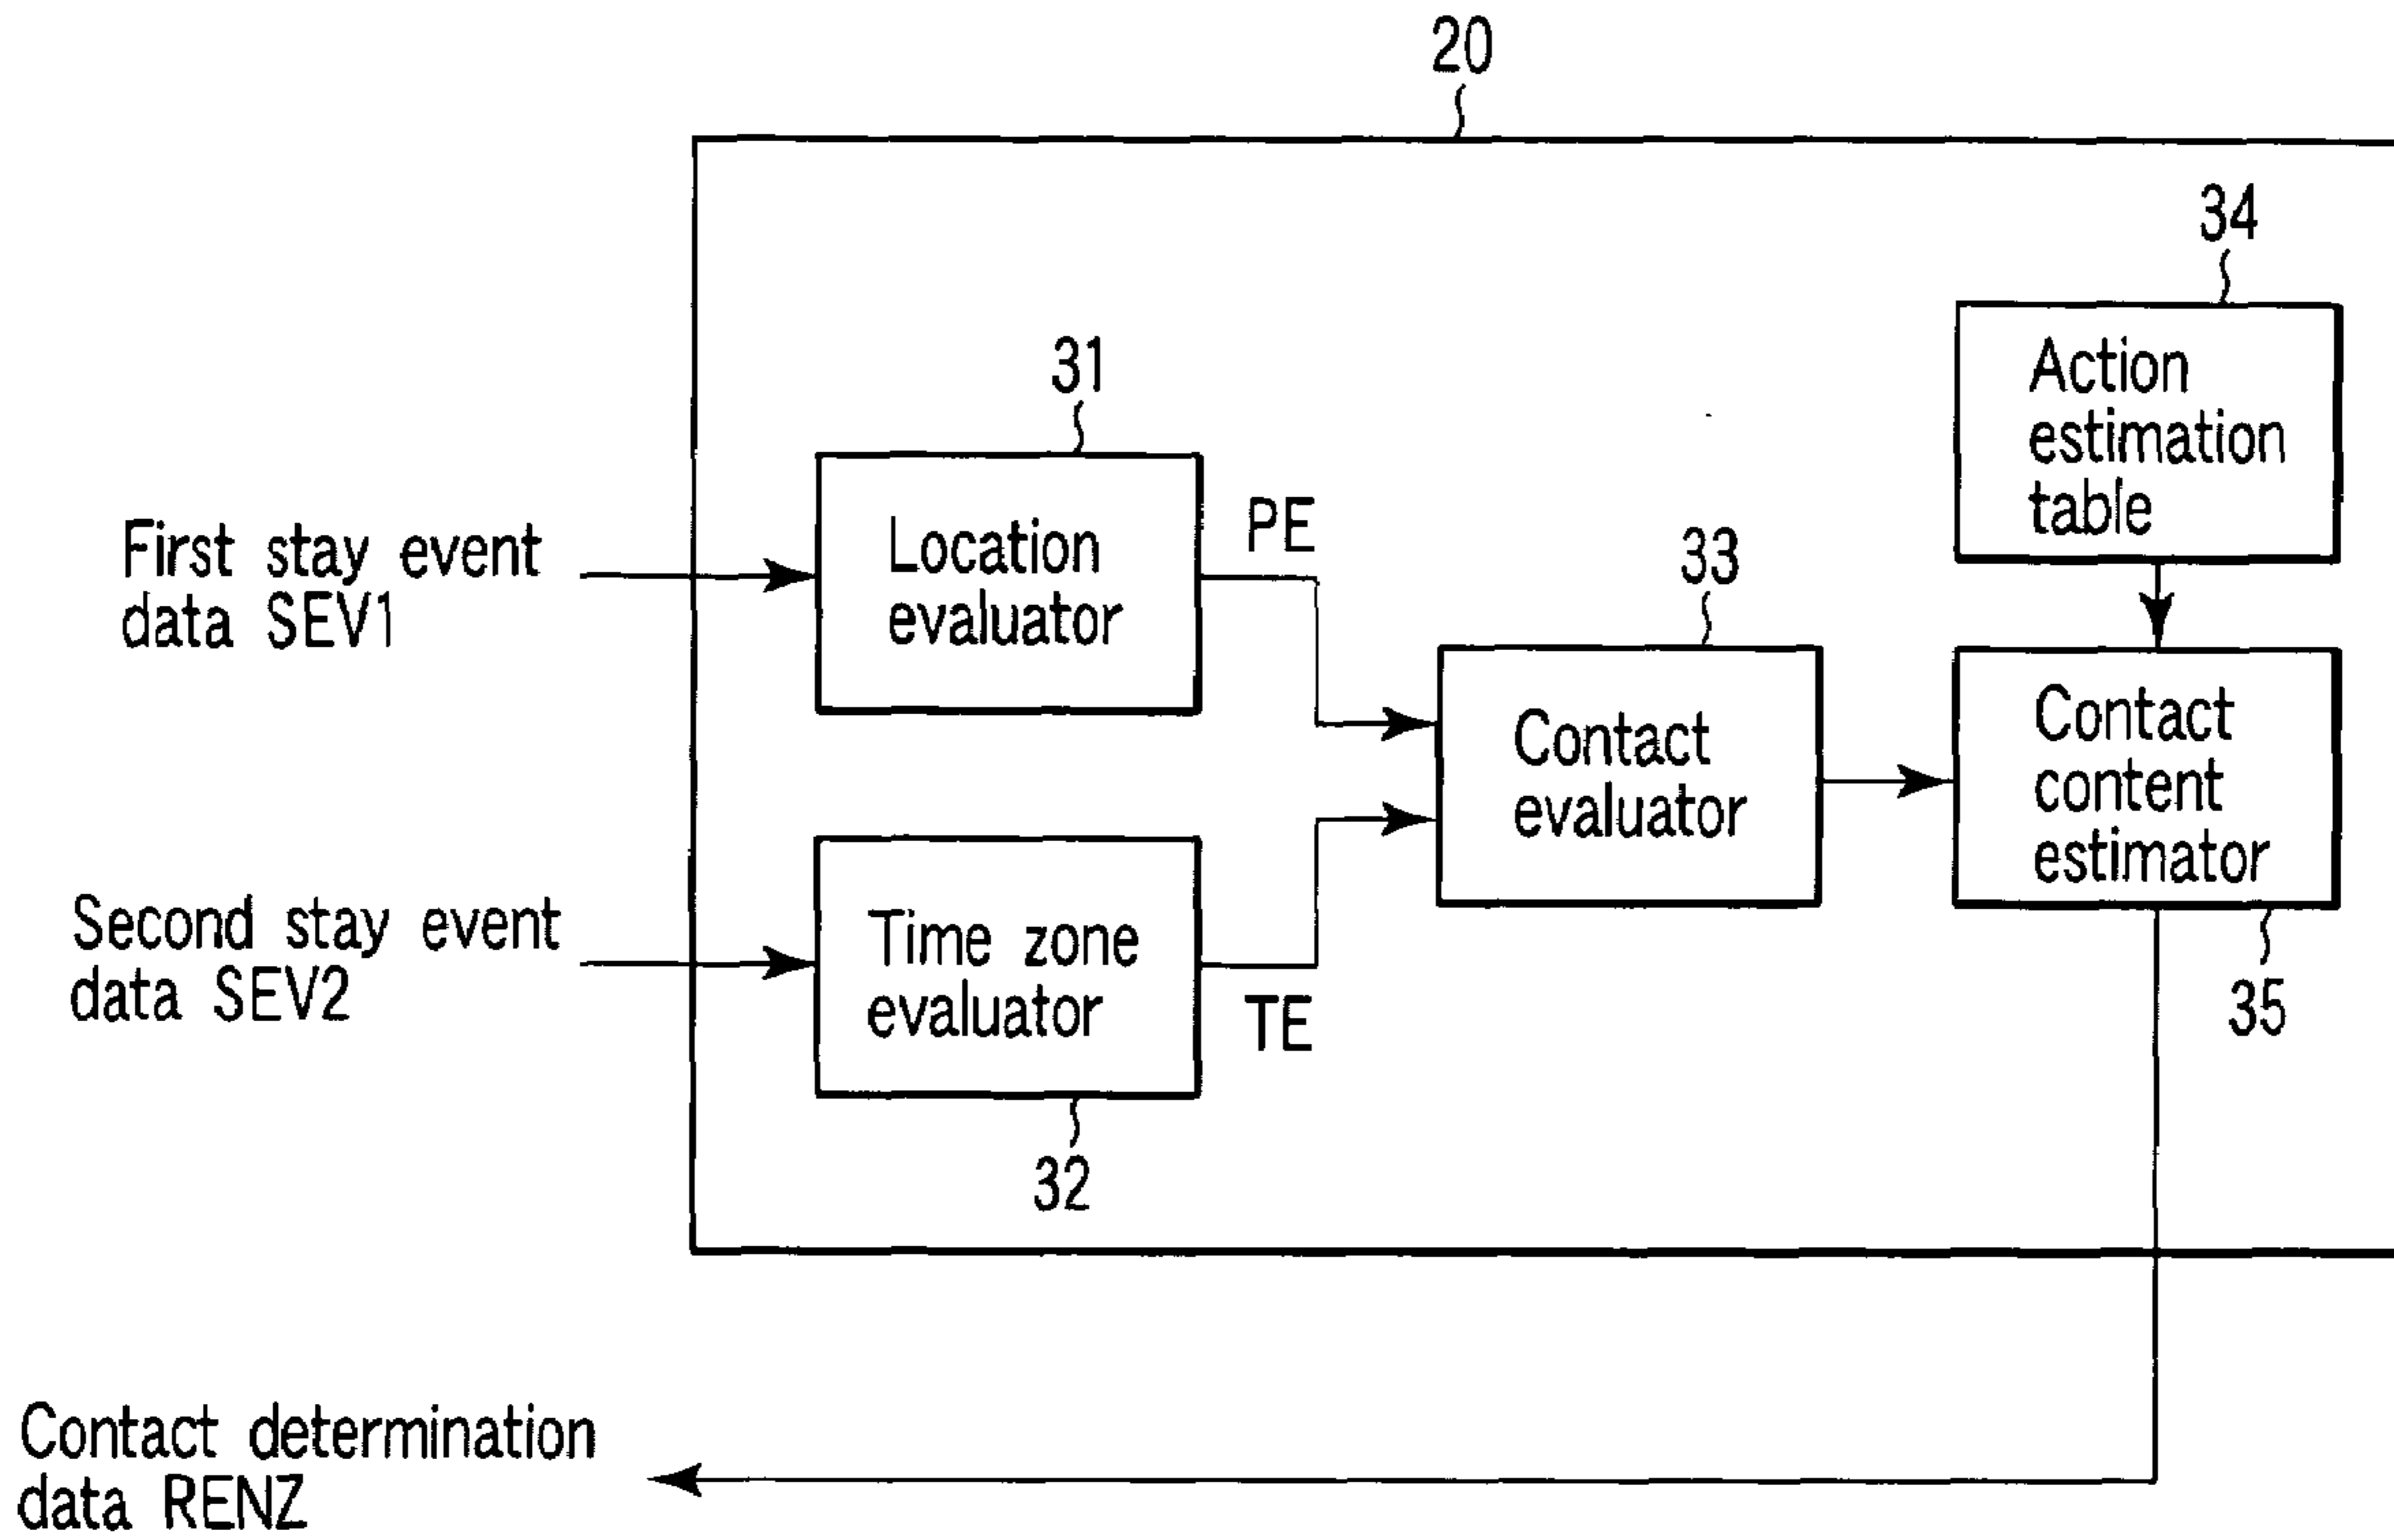 20
34
Action
estimation
table
31
Location
evaluator
PE
First stay event
data SEV1
33
Contact
evaluator
Contact
content
estimator
35
Second stay event
data SEV2
Time zone
evaluator
TE
32
Contact determination
data RENZ